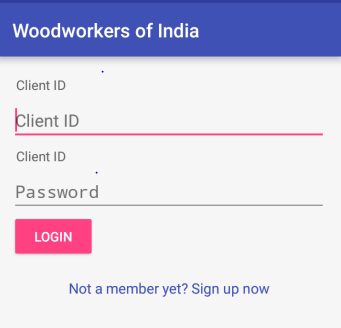 Woodworkers of India
Client ID
Client ID
Client ID
Password
LOGIN
Not a member yet? Sign up now